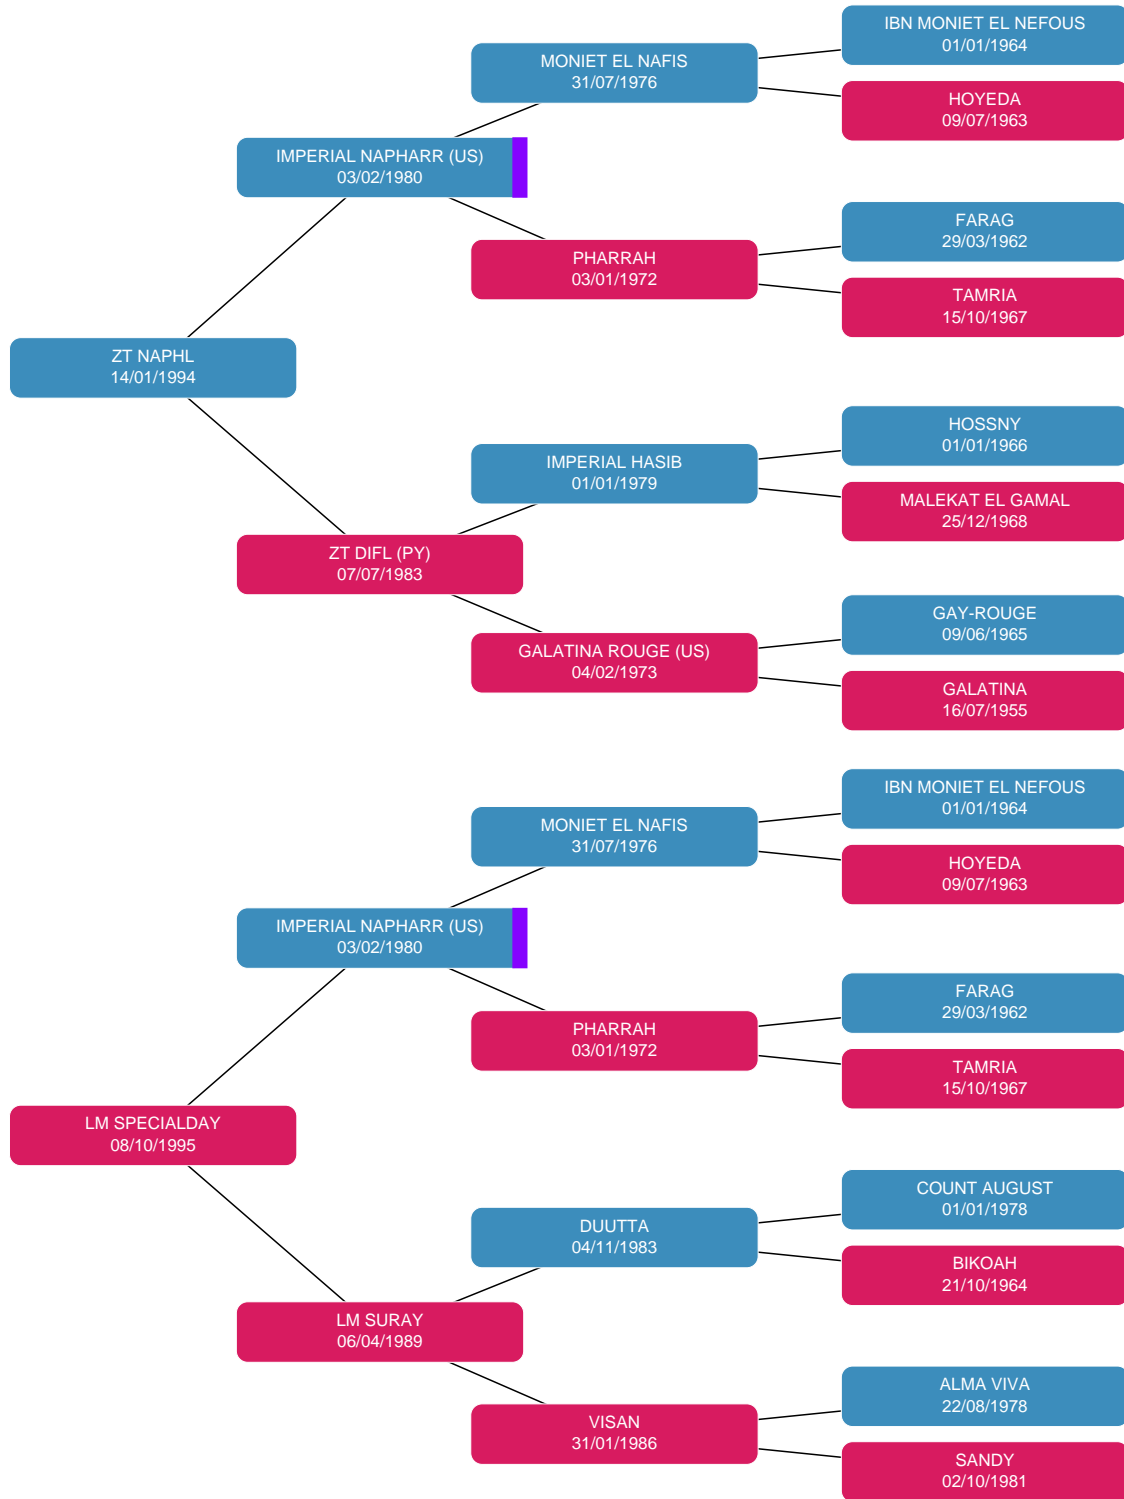 IBN MONIET EL NEFOUS
01/01/1964
MONIET EL NAFIS
31/07/1976
HOYEDA
09/07/1963
IMPERIAL NAPHARR (US)
03/02/1980
FARAG
29/03/1962
PHARRAH
03/01/1972
TAMRIA
15/10/1967
ZT NAPHL
14/01/1994
HOSSNY
01/01/1966
IMPERIAL HASIB
01/01/1979
MALEKAT EL GAMAL
25/12/1968
ZT DIFL (PY)
07/07/1983
GAY-ROUGE
09/06/1965
GALATINA ROUGE (US)
04/02/1973
GALATINA
16/07/1955
IBN MONIET EL NEFOUS
01/01/1964
MONIET EL NAFIS
31/07/1976
HOYEDA
09/07/1963
IMPERIAL NAPHARR (US)
03/02/1980
FARAG
29/03/1962
PHARRAH
03/01/1972
TAMRIA
15/10/1967
LM SPECIALDAY
08/10/1995
COUNT AUGUST
01/01/1978
DUUTTA
04/11/1983
BIKOAH
21/10/1964
LM SURAY
06/04/1989
ALMA VIVA
22/08/1978
VISAN
31/01/1986
SANDY
02/10/1981